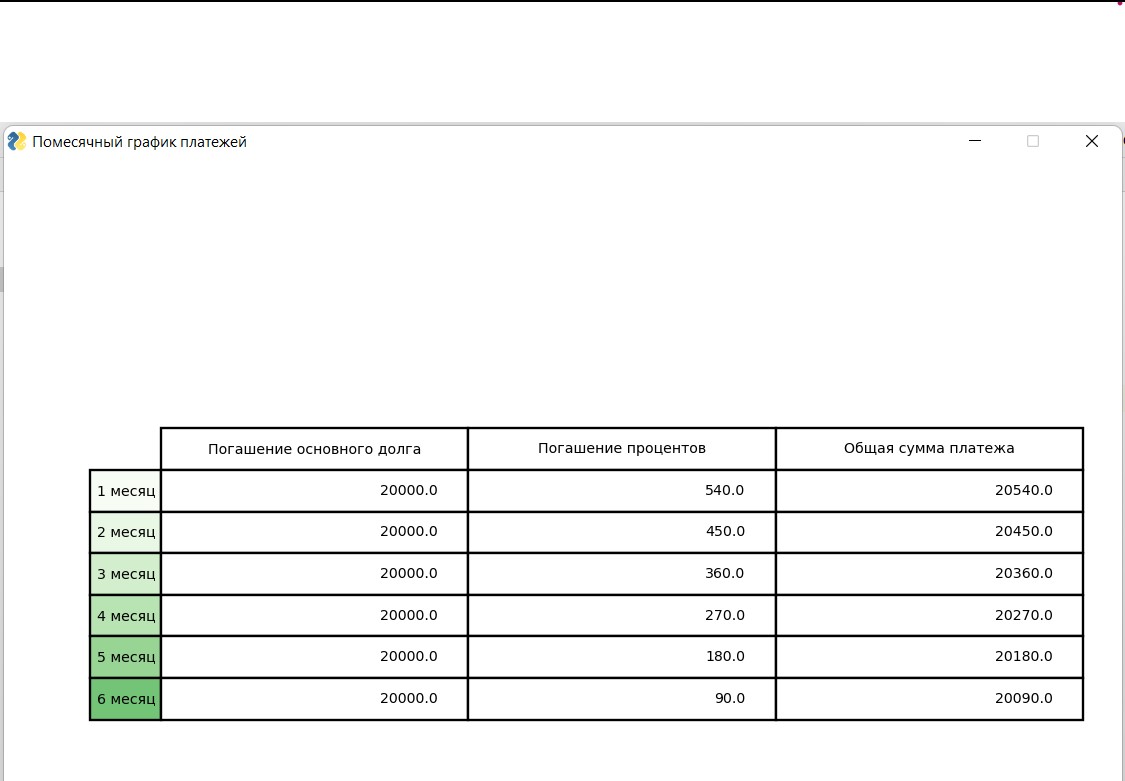 Помесячный график платежей
Погашение основного долга Погашение процентов Общая сумма платежа
1 месяц 20000.0 540.0 20540.0
2 месяц 20000.0 450.0 20450.0
3 месяц 20000.0 360.0 20360.0
4 месяц 20000.0 270.0 20270.0
5 месяц 20000.0 180.0 20180.0
6 месяц 20000.0 90.0 20090.0